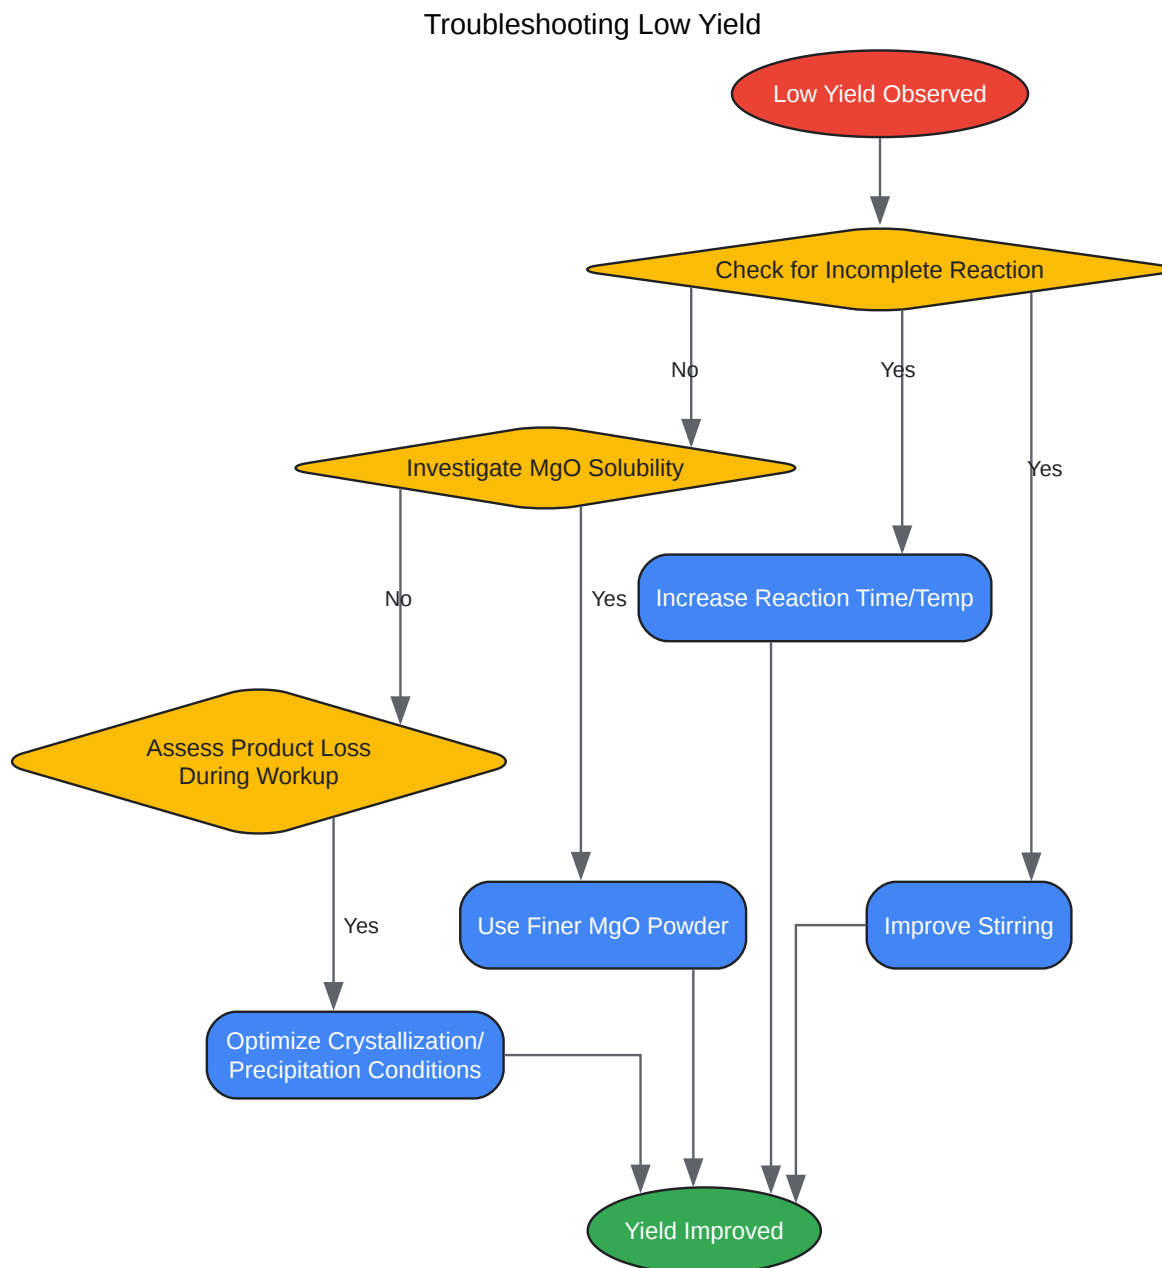 Troubleshooting Low Yield
Low Yield Observed
Check for Incomplete Reaction
No
Yes
Investigate MgO Solubility
Yes
No
Yes
Increase Reaction Time/Temp
Assess Product Loss
During Workup
Yes
Use Finer MgO Powder
Improve Stirring
Optimize Crystallization/
Precipitation Conditions
Yield Improved